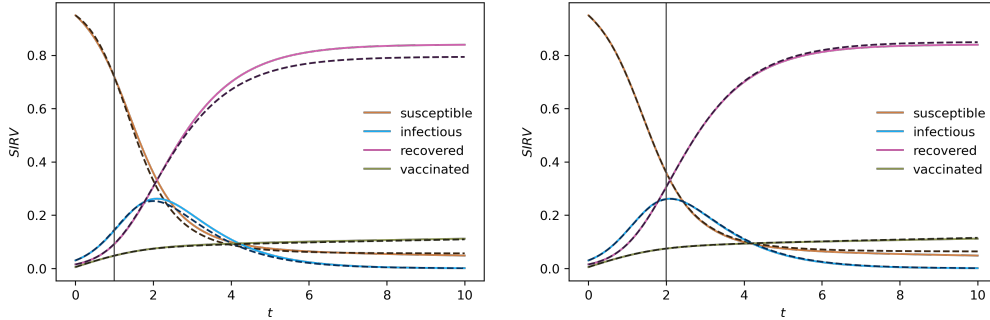 SIRV
0.8
0.6
0.4
0.2
0.0
susceptible
infectious
recovered
vaccinated
0 2 4 6 8 10
t
SIRV
0.8
0.6
0.4
0.2
0.0
susceptible
infectious
recovered
vaccinated
0 2 4 6 8 10
t